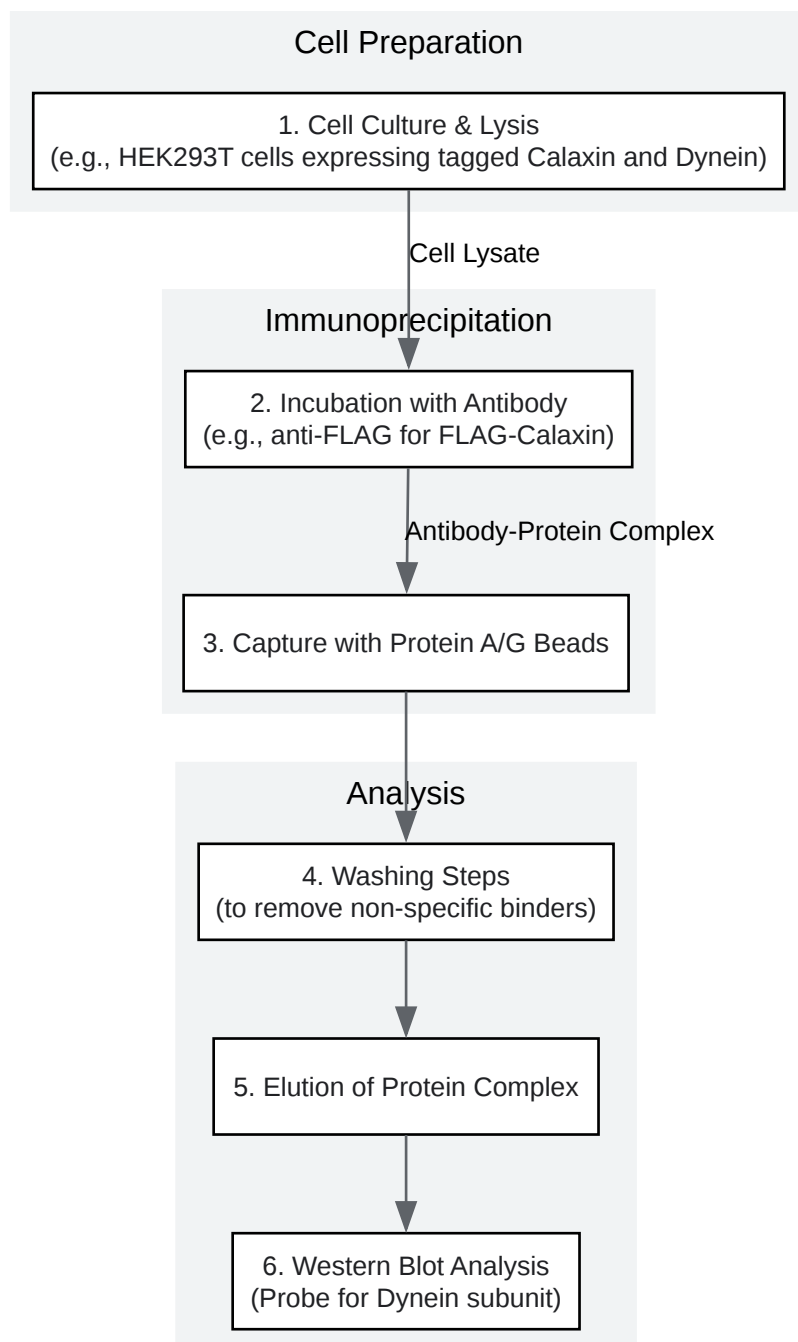 Cell Preparation
1. Cell Culture & Lysis
(e.g., HEK293T cells expressing tagged Calaxin and Dynein)
Cell Lysate
Immunoprecipitation
2. Incubation with Antibody
(e.g., anti-FLAG for FLAG-Calaxin)
Antibody-Protein Complex
3. Capture with Protein A/G Beads
Analysis
4. Washing Steps
(to remove non-specific binders)
5. Elution of Protein Complex
6. Western Blot Analysis
(Probe for Dynein subunit)